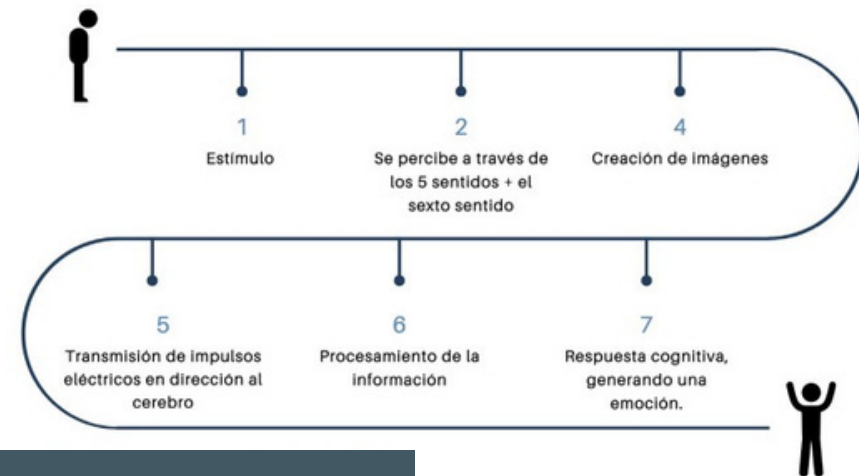 1
Estímulo
2
Se percibe a través de
los 5 sentidos + el
sexto sentido
4
Creación de imágenes
5
Transmisión de impulsos
eléctricos en dirección al
cerebro
6
Procesamiento de la
información
7
Respuesta cognitiva,
generando una
emoción.